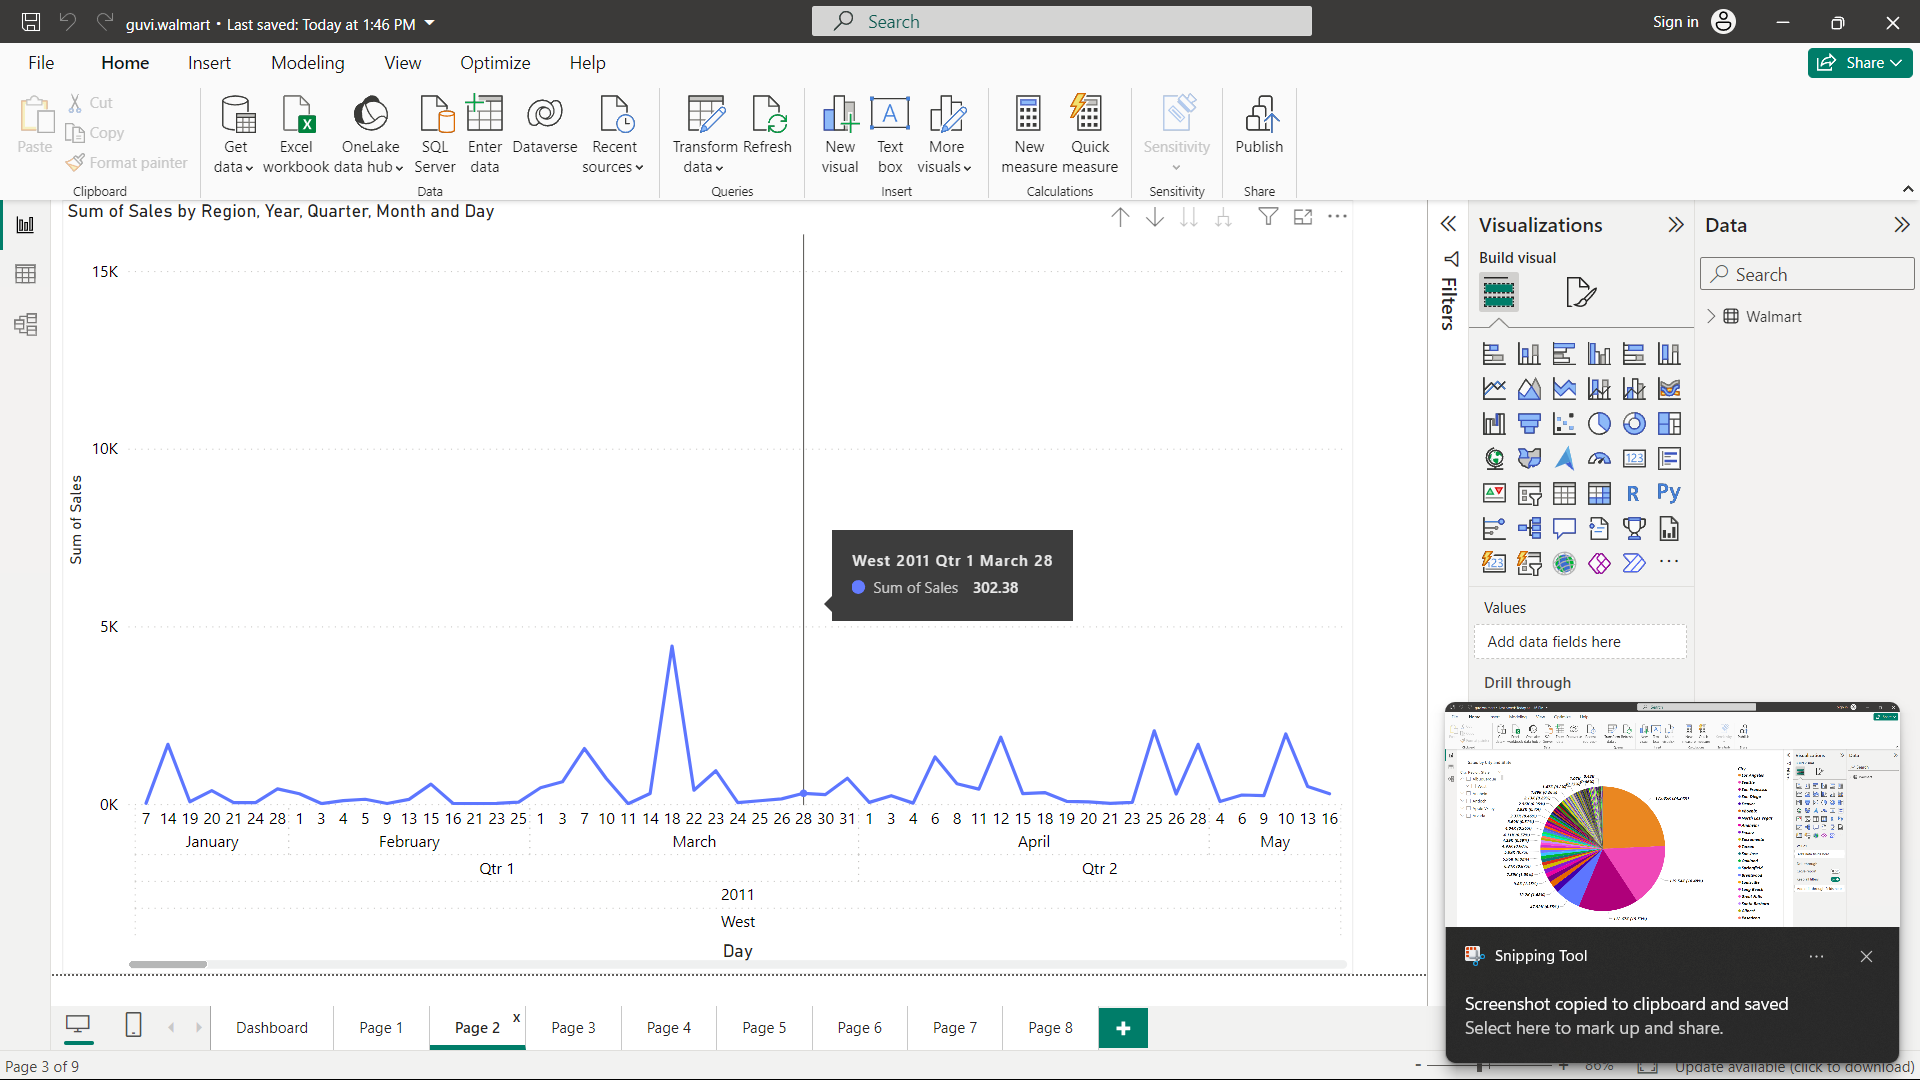 guvi.walmart • Last saved: Today at 1:46 PM
Search
Sign in
File Home Insert Modeling View Optimize Help
Share
Paste
Cut
Copy
Format painter
Clipboard
Get data
Excel workbook
OneLake data hub
SQL Server
Enter data
Dataverse
Recent sources
Data
Transform data
Refresh
Queries
New visual
Text box
More visuals
Insert
New measure
Quick measure
Calculations
Sensitivity
Sensitivity
Publish
Share
Sum of Sales by Region, Year, Quarter, Month and Day
15K
10K
5K
0K
Sum of Sales
West 2011 Qtr 1 March 28
Sum of Sales 302.38
7 14 19 20 21 24 28 1 3 4 5 9 13 15 16 21 23 25 1 3 7 10 11 14 18 22 23 24 25 26 28 30 31 1 3 4 6 8 11 12 15 18 19 20 21 23 25 26 28 4 6 9 10 13 16
January February March April May
Qtr 1 Qtr 2
2011
West
Day
Filters
Visualizations
Build visual
123
R
Py
123
Values
Add data fields here
Drill through
Data
Search
Walmart
Snipping Tool
Screenshot copied to clipboard and saved
Select here to mark up and share.
Dashboard Page 1 Page 2 x Page 3 Page 4 Page 5 Page 6 Page 7 Page 8 +
Page 3 of 9
- + 86%
Update available (click to download)